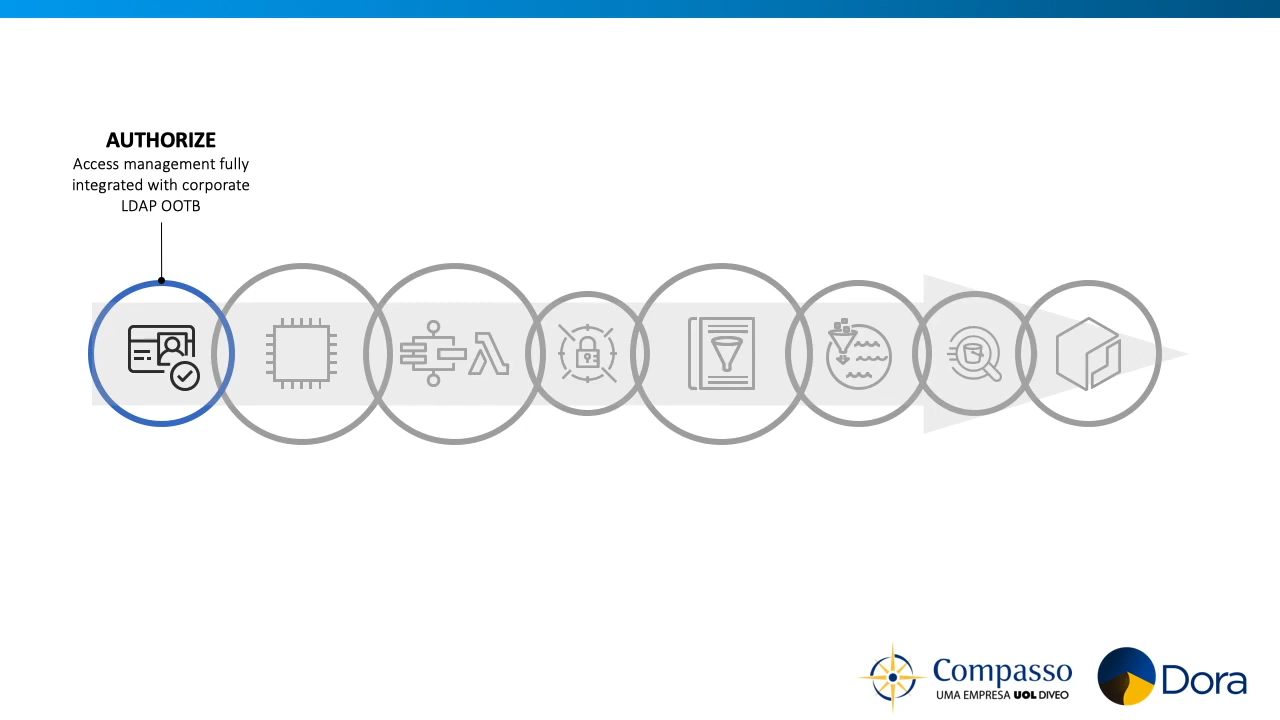 AUTHORIZE
Access management fully
integrated with corporate
LDAP OOTB
Compasso
UMA EMPRESA UOL DIVEO
Dora